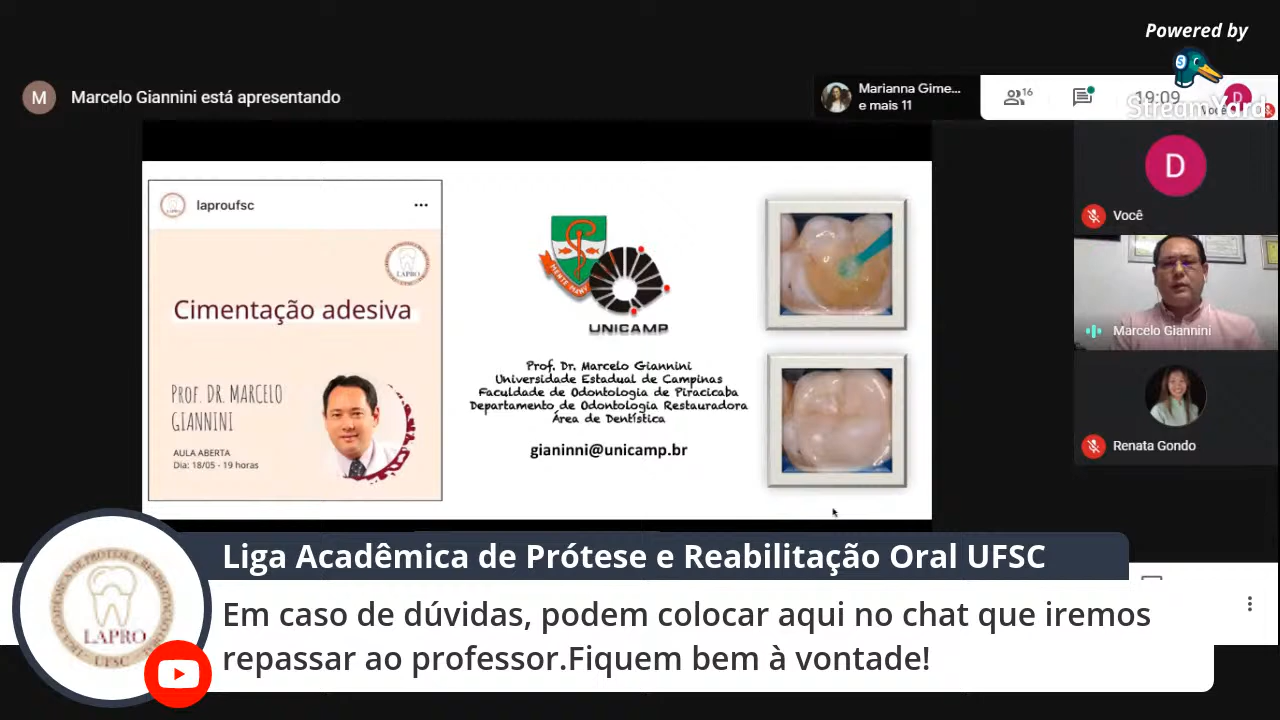 Powered by
StreamYard
M
Marcelo Giannini está apresentando
Marianna Gime...
e mais 11
16
19:09
D
Você
Marcelo Giannini
Renata Gondo
laproufsc
LAPRO
Cimentação adesiva
PROF. DR. MARCELO
GIANNINI
AULA ABERTA
Dia: 18/05 - 19 horas
UNICAMP
Prof. Dr. Marcelo Giannini
Universidade Estadual de Campinas
Faculdade de Odontologia de Piracicaba
Departamento de Odontologia Restauradora
Área de Dentística
gianinni@unicamp.br
Liga Acadêmica de Prótese e Reabilitação Oral UFSC
Em caso de dúvidas, podem colocar aqui no chat que iremos
repassar ao professor.Fiquem bem à vontade!
LAPRO
UFSC